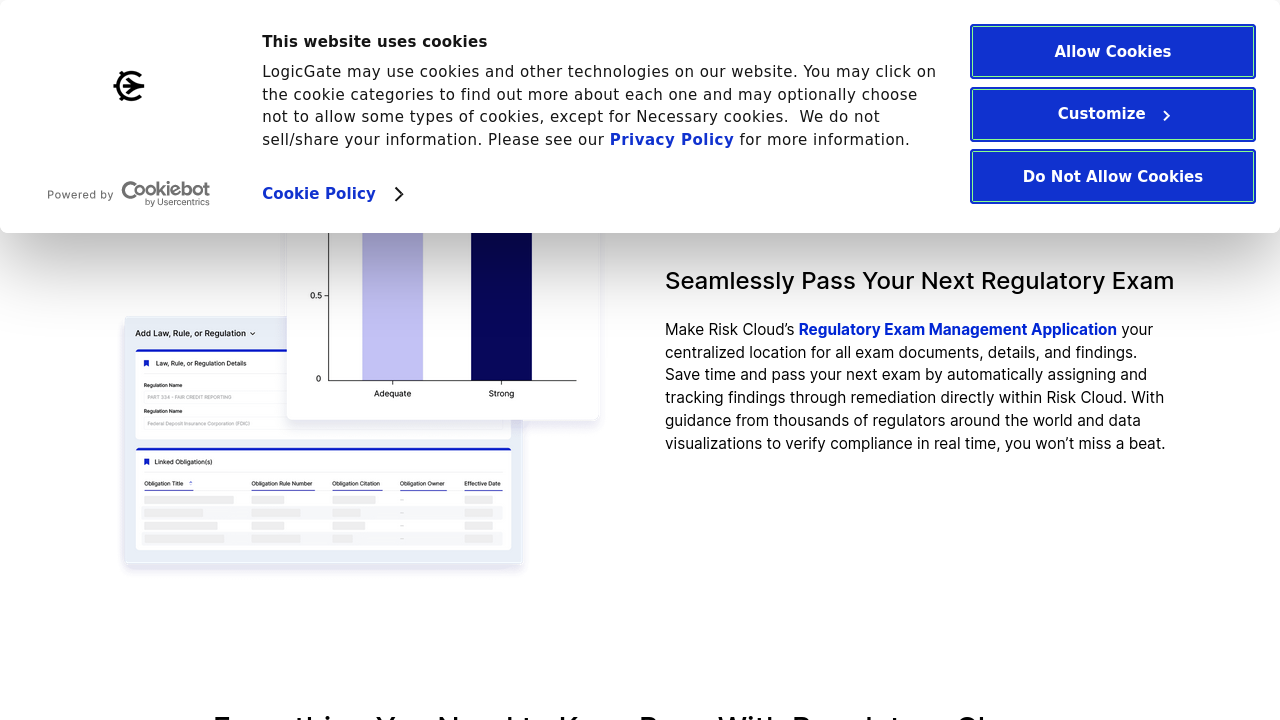 This website uses cookies
LogicGate may use cookies and other technologies on our website. You may click on
the cookie categories to find out more about each one and may optionally choose
not to allow some types of cookies, except for Necessary cookies.  We do not
sell/share your information. Please see our Privacy Policy for more information.
Cookie Policy
Powered by Cookiebot
by Usercentrics
Allow Cookies
Customize
Do Not Allow Cookies
0.5
0
Adequate Strong
Add Law, Rule, or Regulation
Law, Rule, or Regulation Details
Regulation Name
PART 334 - FAIR CREDIT REPORTING
Regulation Name
Federal Deposit Insurance Corporation (FDIC)
Linked Obligation(s)
Obligation Title Obligation Rule Number Obligation Citation Obligation Owner Effective Date
Seamlessly Pass Your Next Regulatory Exam
Make Risk Cloud’s Regulatory Exam Management Application your
centralized location for all exam documents, details, and findings.
Save time and pass your next exam by automatically assigning and
tracking findings through remediation directly within Risk Cloud. With
guidance from thousands of regulators around the world and data
visualizations to verify compliance in real time, you won’t miss a beat.